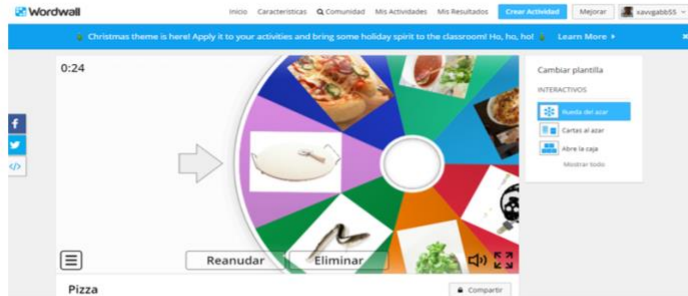 Wordwall
Inicio Características Comunidad Mis Actividades Mis Resultados Crear Actividad Mejorar xavvgabb55
Christmas theme is here! Apply it to your activities and bring some holiday spirit to the classroom! Ho, ho, ho! Learn More
0:24
Cambiar plantilla
INTERACTIVOS
Rueda del azar
Cartas al azar
Abre la caja
Mostrar todo
Reanudar Eliminar
Pizza
Compartir